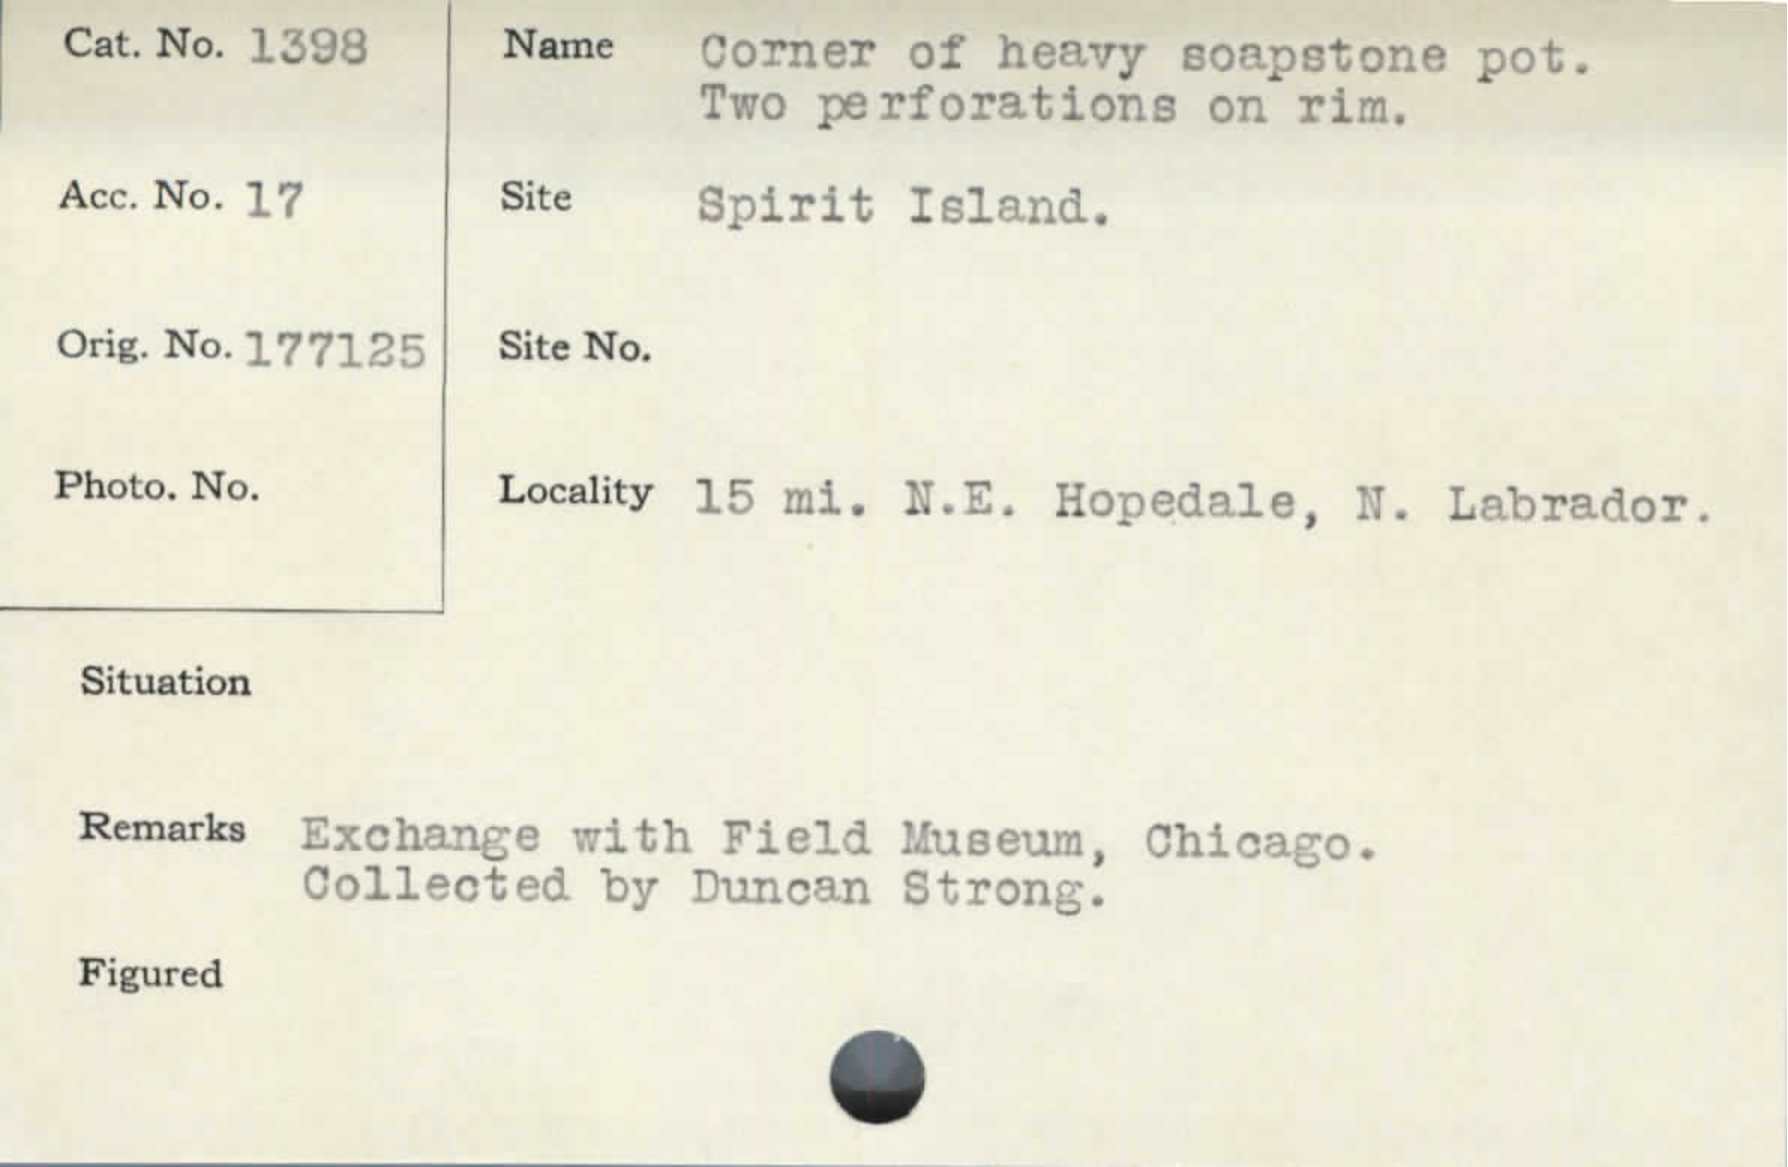 Cat. No. 1398
Name Corner of heavy soapstone pot.
Two perforations on rim.
Acc. No. 17
Site Spirit Island.
Orig. No. 177125
Site No.
Photo. No.
Locality 15 mi. N.E. Hopedale, N. Labrador.
Situation
Remarks Exchange with Field Museum, Chicago.
Collected by Duncan Strong.
Figured